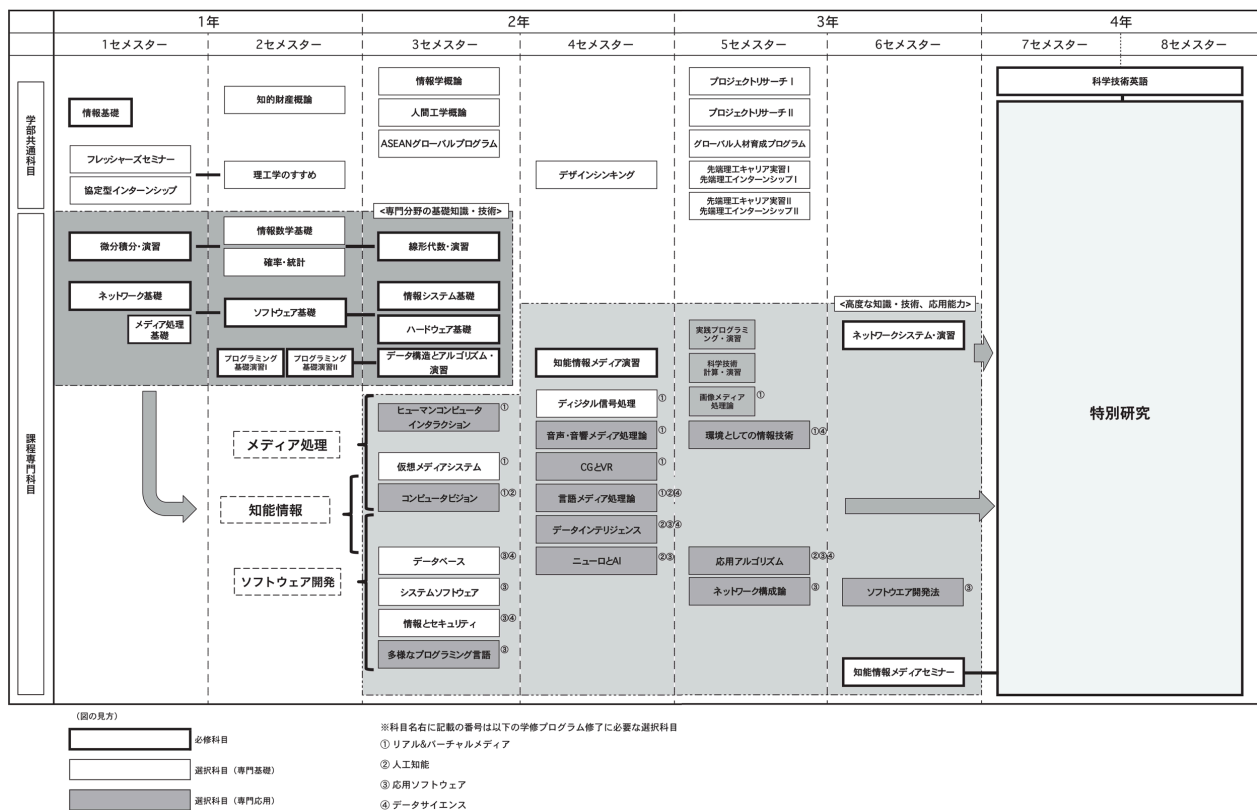 1年
2年
3年
4年
1セメスター
2セメスター
3セメスター
4セメスター
5セメスター
6セメスター
7セメスター
8セメスター
学部共通科目
情報基礎
フレッシャーズセミナー
協定型インターンシップ
知的財産概論
理工学のすすめ
情報学概論
人間工学概論
ASEANグローバルプログラム
デザインシンキング
プロジェクトリサーチⅠ
プロジェクトリサーチⅡ
グローバル人材育成プログラム
先端理工キャリア実習Ⅰ
先端理工インターンシップⅠ
先端理工キャリア実習Ⅱ
先端理工インターンシップⅡ
科学技術英語
課程専門科目
<専門分野の基礎知識・技術>
微分積分・演習
情報数学基礎
確率・統計
線形代数・演習
ネットワーク基礎
メディア処理
基礎
ソフトウェア基礎
情報システム基礎
ハードウェア基礎
プログラミング
基礎演習Ⅰ
プログラミング
基礎演習Ⅱ
データ構造とアルゴリズム・
演習
<高度な知識・技術、応用能力>
知能情報メディア演習
実践プログラミ
ング・演習
科学技術
計算・演習
画像メディア
処理論
①
ネットワークシステム・演習
メディア処理
知能情報
ソフトウェア開発
ヒューマンコンピュータ
インタラクション
①
仮想メディアシステム
①
コンピュータビジョン
①②
データベース
③④
システムソフトウェア
③
情報とセキュリティ
③④
多様なプログラミング言語
③
ディジタル信号処理
①
音声・音響メディア処理論
①
CGとVR
①
言語メディア処理論
①②④
データインテリジェンス
②③④
ニューロとAI
②③
環境としての情報技術
①④
応用アルゴリズム
②③④
ネットワーク構成論
③
ソフトウエア開発法
③
知能情報メディアセミナー
特別研究
(図の見方)
必修科目
選択科目（専門基礎）
選択科目（専門応用）
※科目名右に記載の番号は以下の学修プログラム修了に必要な選択科目
① リアル&バーチャルメディア
② 人工知能
③ 応用ソフトウェア
④ データサイエンス